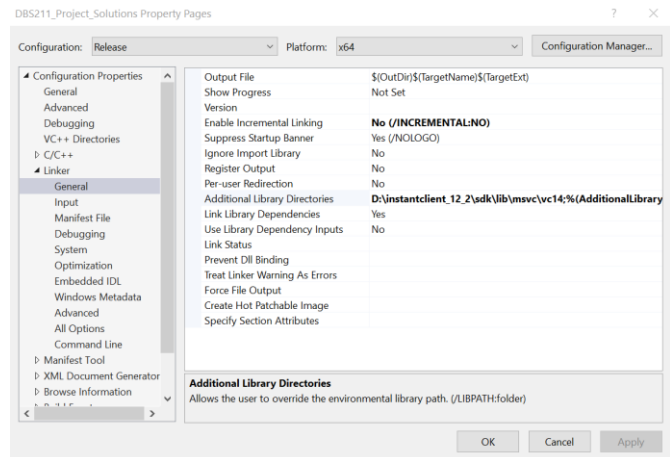 DBS211_Project_Solutions Property Pages
? ×
Configuration: Release Platform: x64 Configuration Manager...
Configuration Properties
General
Advanced
Debugging
VC++ Directories
C/C++
Linker
General
Input
Manifest File
Debugging
System
Optimization
Embedded IDL
Windows Metadata
Advanced
All Options
Command Line
Manifest Tool
XML Document Generator
Browse Information
Output File $(OutDir)$(TargetName)$(TargetExt)
Show Progress Not Set
Version
Enable Incremental Linking No (/INCREMENTAL:NO)
Suppress Startup Banner Yes (/NOLOGO)
Ignore Import Library No
Register Output No
Per-user Redirection No
Additional Library Directories D:\instantclient_12_2\sdk\lib\msvc\vc14;%(AdditionalLibrary
Link Library Dependencies Yes
Use Library Dependency Inputs No
Link Status
Prevent Dll Binding
Treat Linker Warning As Errors
Force File Output
Create Hot Patchable Image
Specify Section Attributes
Additional Library Directories
Allows the user to override the environmental library path. (/LIBPATH:folder)
OK Cancel Apply